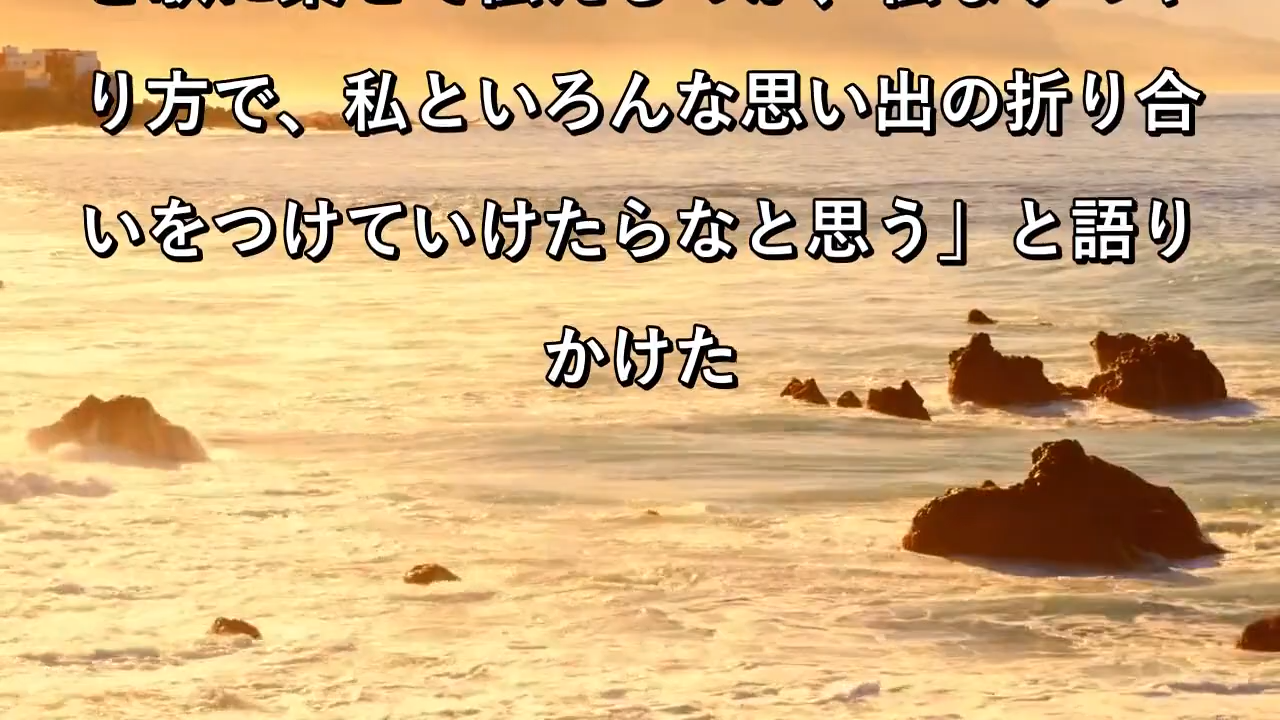 り方で、私といろんな思い出の折り合
いをつけていけたらなと思う」と語り
かけた